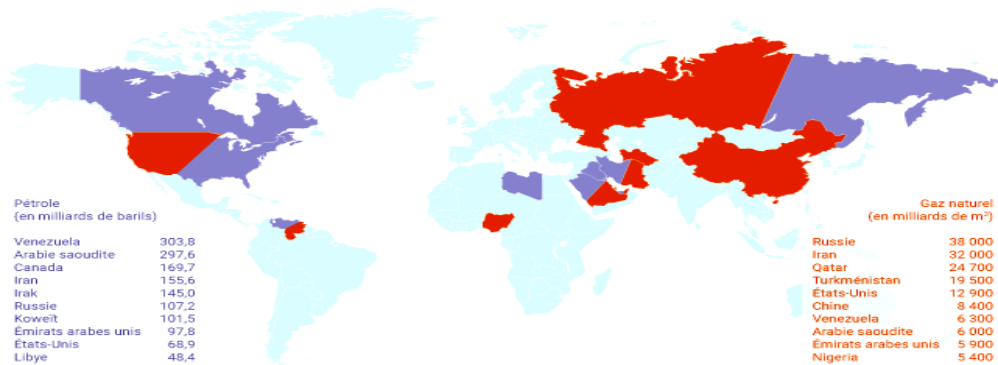 Pétrole
(en milliards de barils)
Venezuela 303,8
Arabie saoudite 297,6
Canada 169,7
Iran 155,6
Irak 145,0
Russie 107,2
Koweït 101,5
Émirats arabes unis 97,8
États-Unis 68,9
Libye 48,4
Gaz naturel
(en milliards de m³)
Russie 38 000
Iran 32 000
Qatar 24 700
Turkménistan 19 500
États-Unis 12 900
Chine 8 400
Venezuela 6 300
Arabie saoudite 6 000
Émirats arabes unis 5 900
Nigeria 5 400